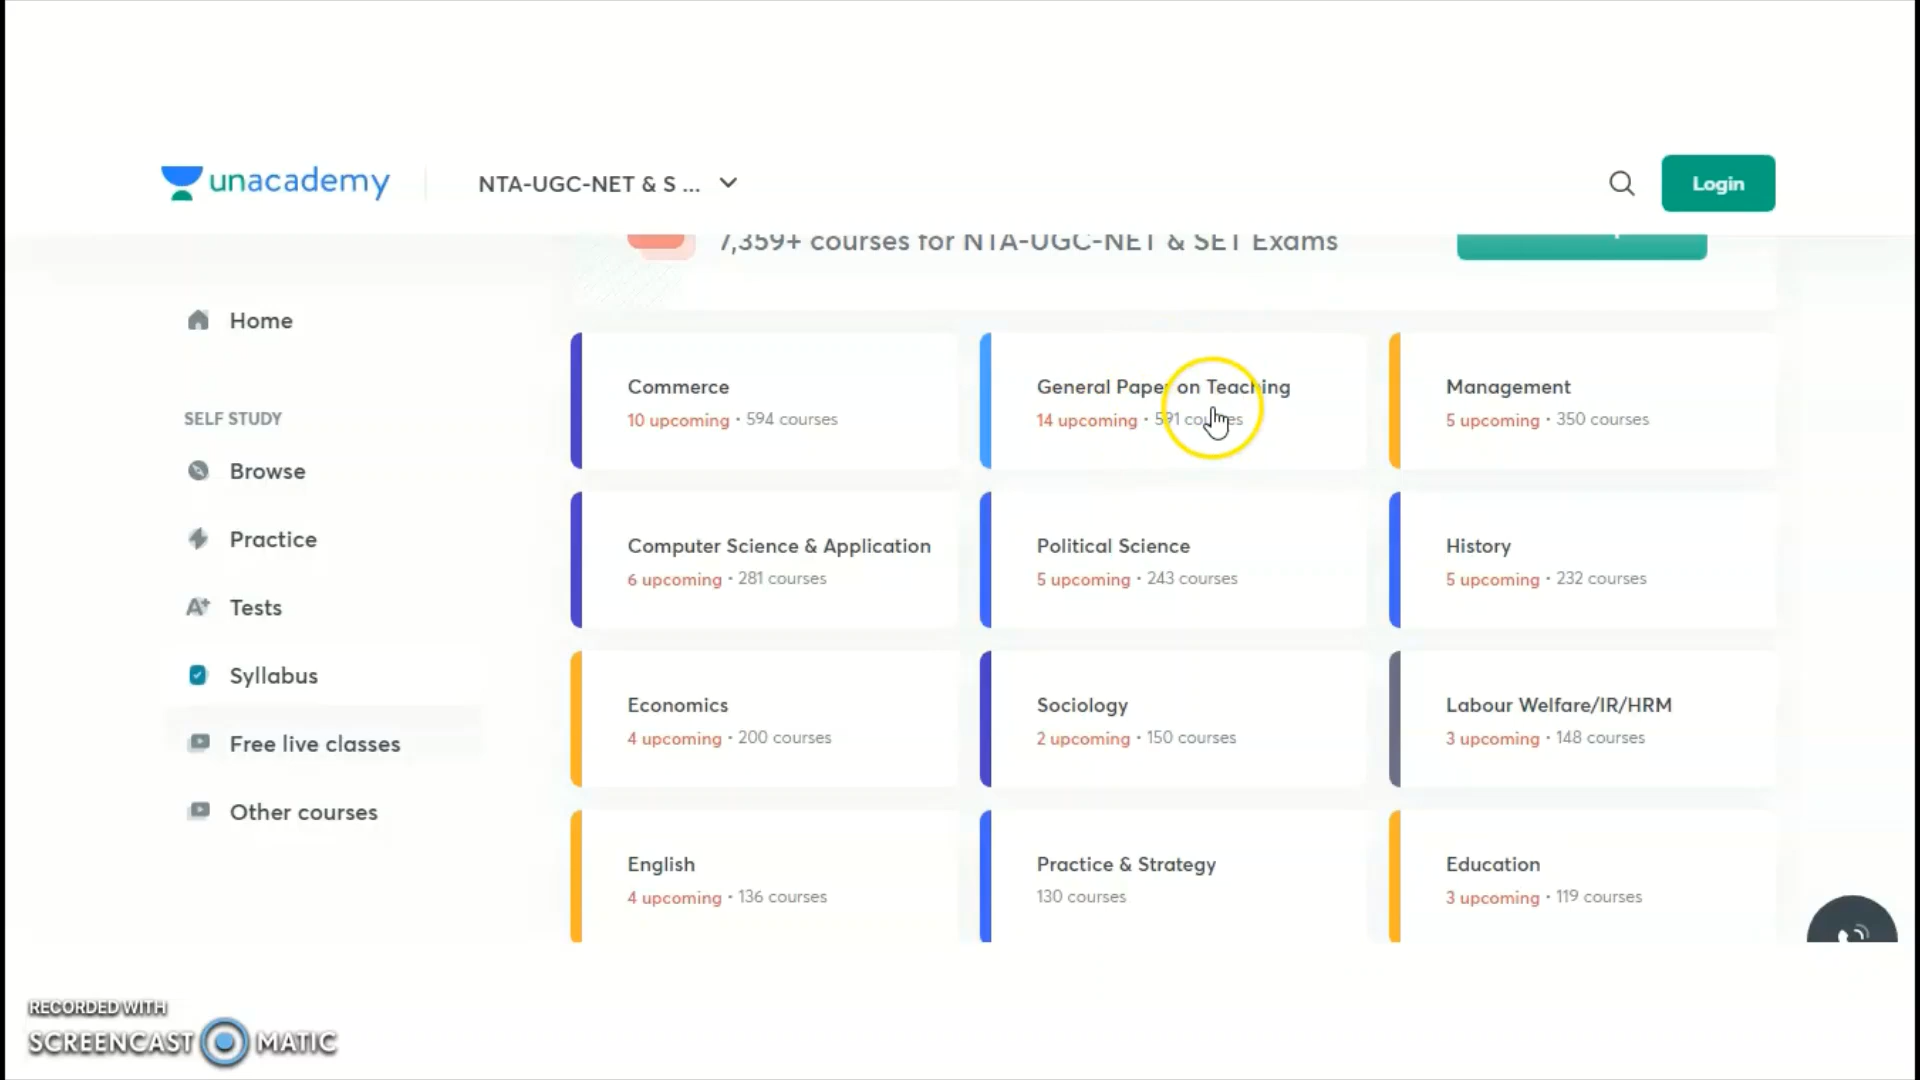 unacademy
NTA-UGC-NET & S ...
Login
7,359+ courses for NTA-UGC-NET & SET Exams
Home
SELF STUDY
Browse
Practice
Tests
Syllabus
Free live classes
Other courses
Commerce
10 upcoming • 594 courses
General Paper on Teaching
14 upcoming • 591 courses
Management
5 upcoming • 350 courses
Computer Science & Application
6 upcoming • 281 courses
Political Science
5 upcoming • 243 courses
History
5 upcoming • 232 courses
Economics
4 upcoming • 200 courses
Sociology
2 upcoming • 150 courses
Labour Welfare/IR/HRM
3 upcoming • 148 courses
English
4 upcoming • 136 courses
Practice & Strategy
130 courses
Education
3 upcoming • 119 courses
RECORDED WITH
SCREENCAST MATIC